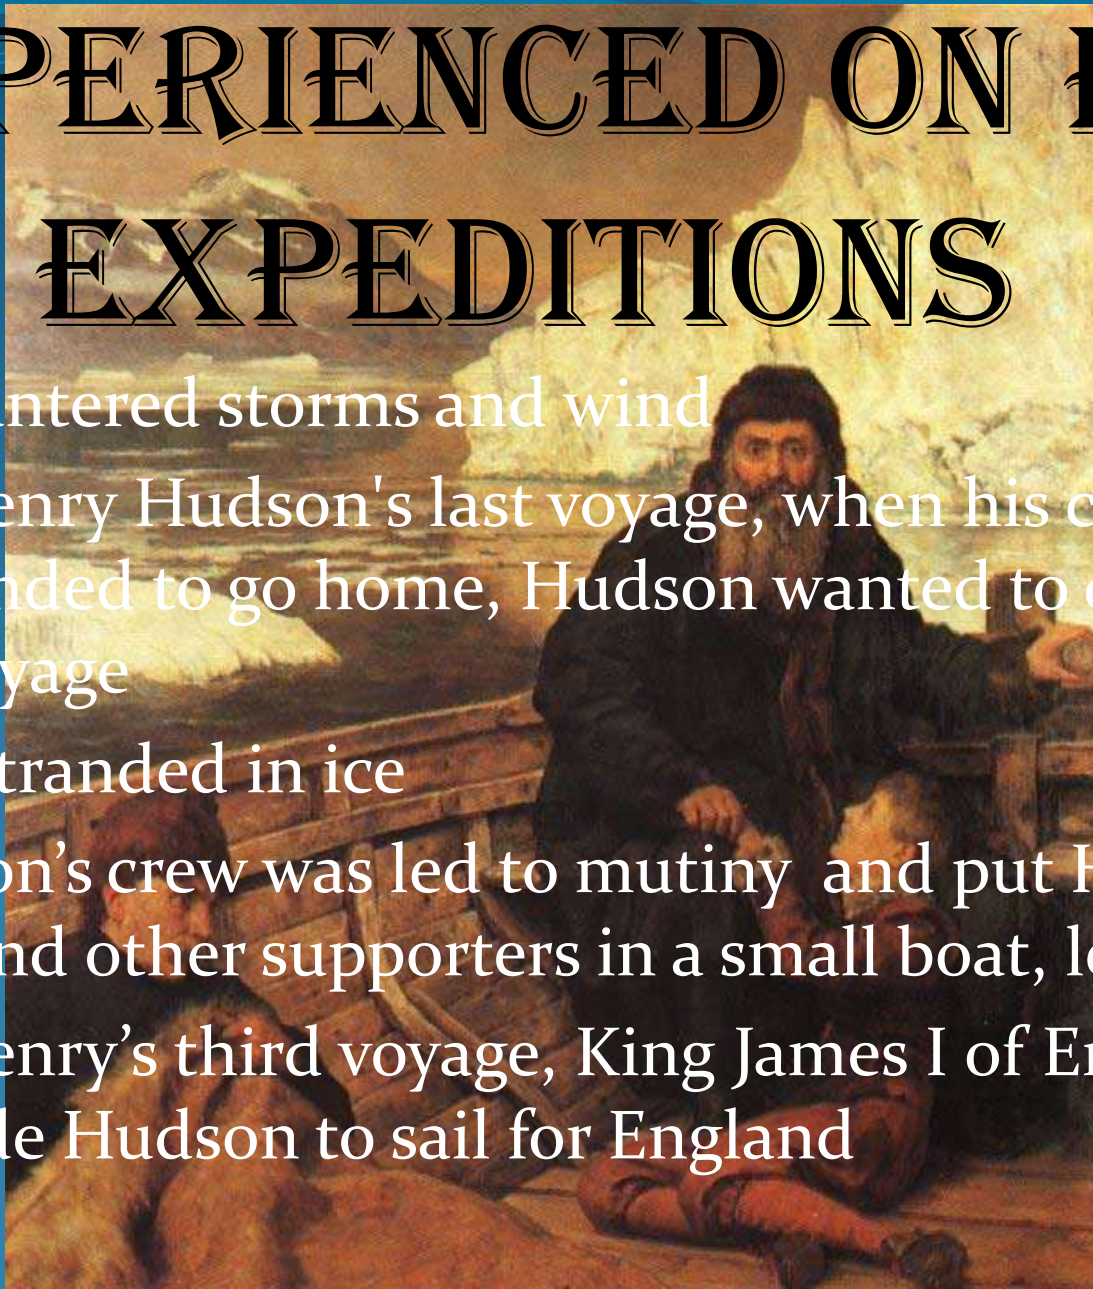 PERIENCED ON
EXPEDITIONS
ntered storms and wind
enry Hudson's last voyage, when his c
nded to go home, Hudson wanted to
yage
tranded in ice
on’s crew was led to mutiny and put H
nd other supporters in a small boat, l
enry’s third voyage, King James I of En
le Hudson to sail for England